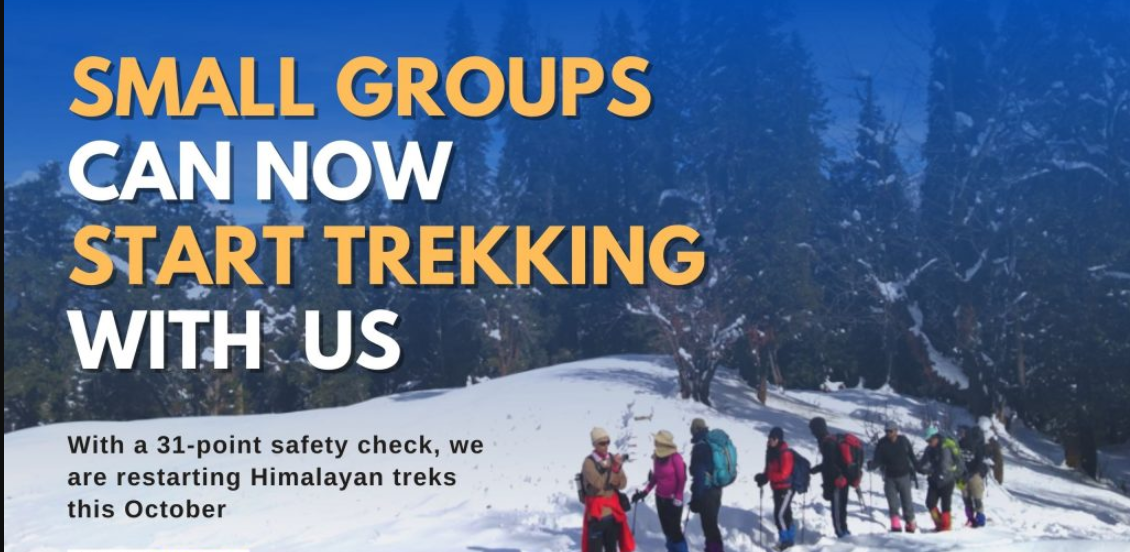 SMALL GROUPS
CAN NOW
START TREKKING
WITH US
With a 31-point safety check, we
are restarting Himalayan treks
this October